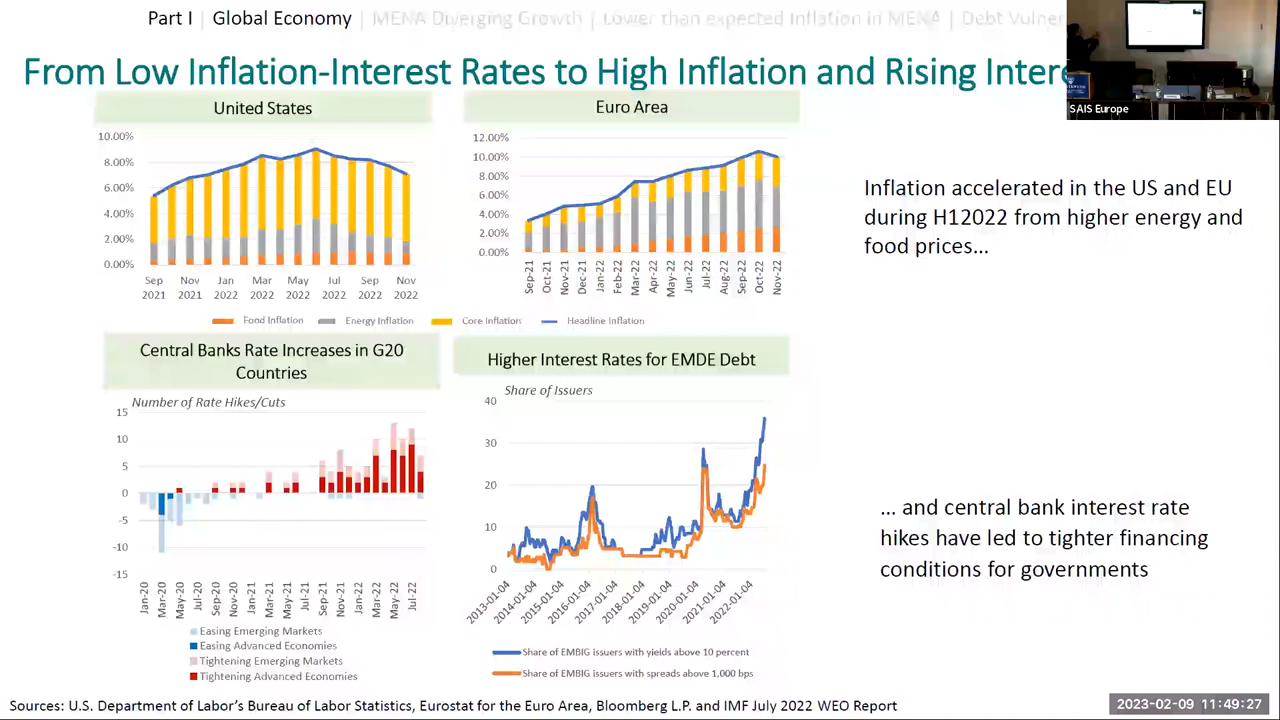 Part I | Global Economy | MENA Diverging Growth | Lower than expected Inflation in MENA | Debt
From Low Inflation-Interest Rates to High Inflation and Rising
SAIS Europe
United States
10.00%
8.00%
6.00%
4.00%
2.00%
0.00%
Sep 2021
Nov 2021
Jan 2022
Mar 2022
May 2022
Jul 2022
Sep 2022
Nov 2022
Euro Area
12.00%
10.00%
8.00%
6.00%
4.00%
2.00%
0.00%
Sep-21
Oct-21
Nov-21
Dec-21
Jan-22
Feb-22
Mar-22
Apr-22
May-22
Jun-22
Jul-22
Aug-22
Sep-22
Oct-22
Nov-22
Food Inflation
Energy Inflation
Core Inflation
Headline Inflation
Inflation accelerated in the US and EU
during H12022 from higher energy and
food prices...
Central Banks Rate Increases in G20
Countries
Number of Rate Hikes/Cuts
15
10
5
0
-5
-10
-15
Jan-20
Mar-20
May-20
Jul-20
Sep-20
Nov-20
Jan-21
Mar-21
May-21
Jul-21
Sep-21
Nov-21
Jan-22
Mar-22
May-22
Jul-22
Easing Emerging Markets
Easing Advanced Economies
Tightening Emerging Markets
Tightening Advanced Economies
Higher Interest Rates for EMDE Debt
Share of Issuers
40
30
20
10
0
2013-01-04
2014-01-04
2015-01-04
2016-01-04
2017-01-04
2018-01-04
2019-01-04
2020-01-04
2021-01-04
2022-01-04
Share of EMBIG issuers with yields above 10 percent
Share of EMBIG issuers with spreads above 1,000 bps
... and central bank interest rate
hikes have led to tighter financing
conditions for governments
Sources: U.S. Department of Labor's Bureau of Labor Statistics, Eurostat for the Euro Area, Bloomberg L.P. and IMF July 2022 WEO Report
2023-02-09 11:49:27